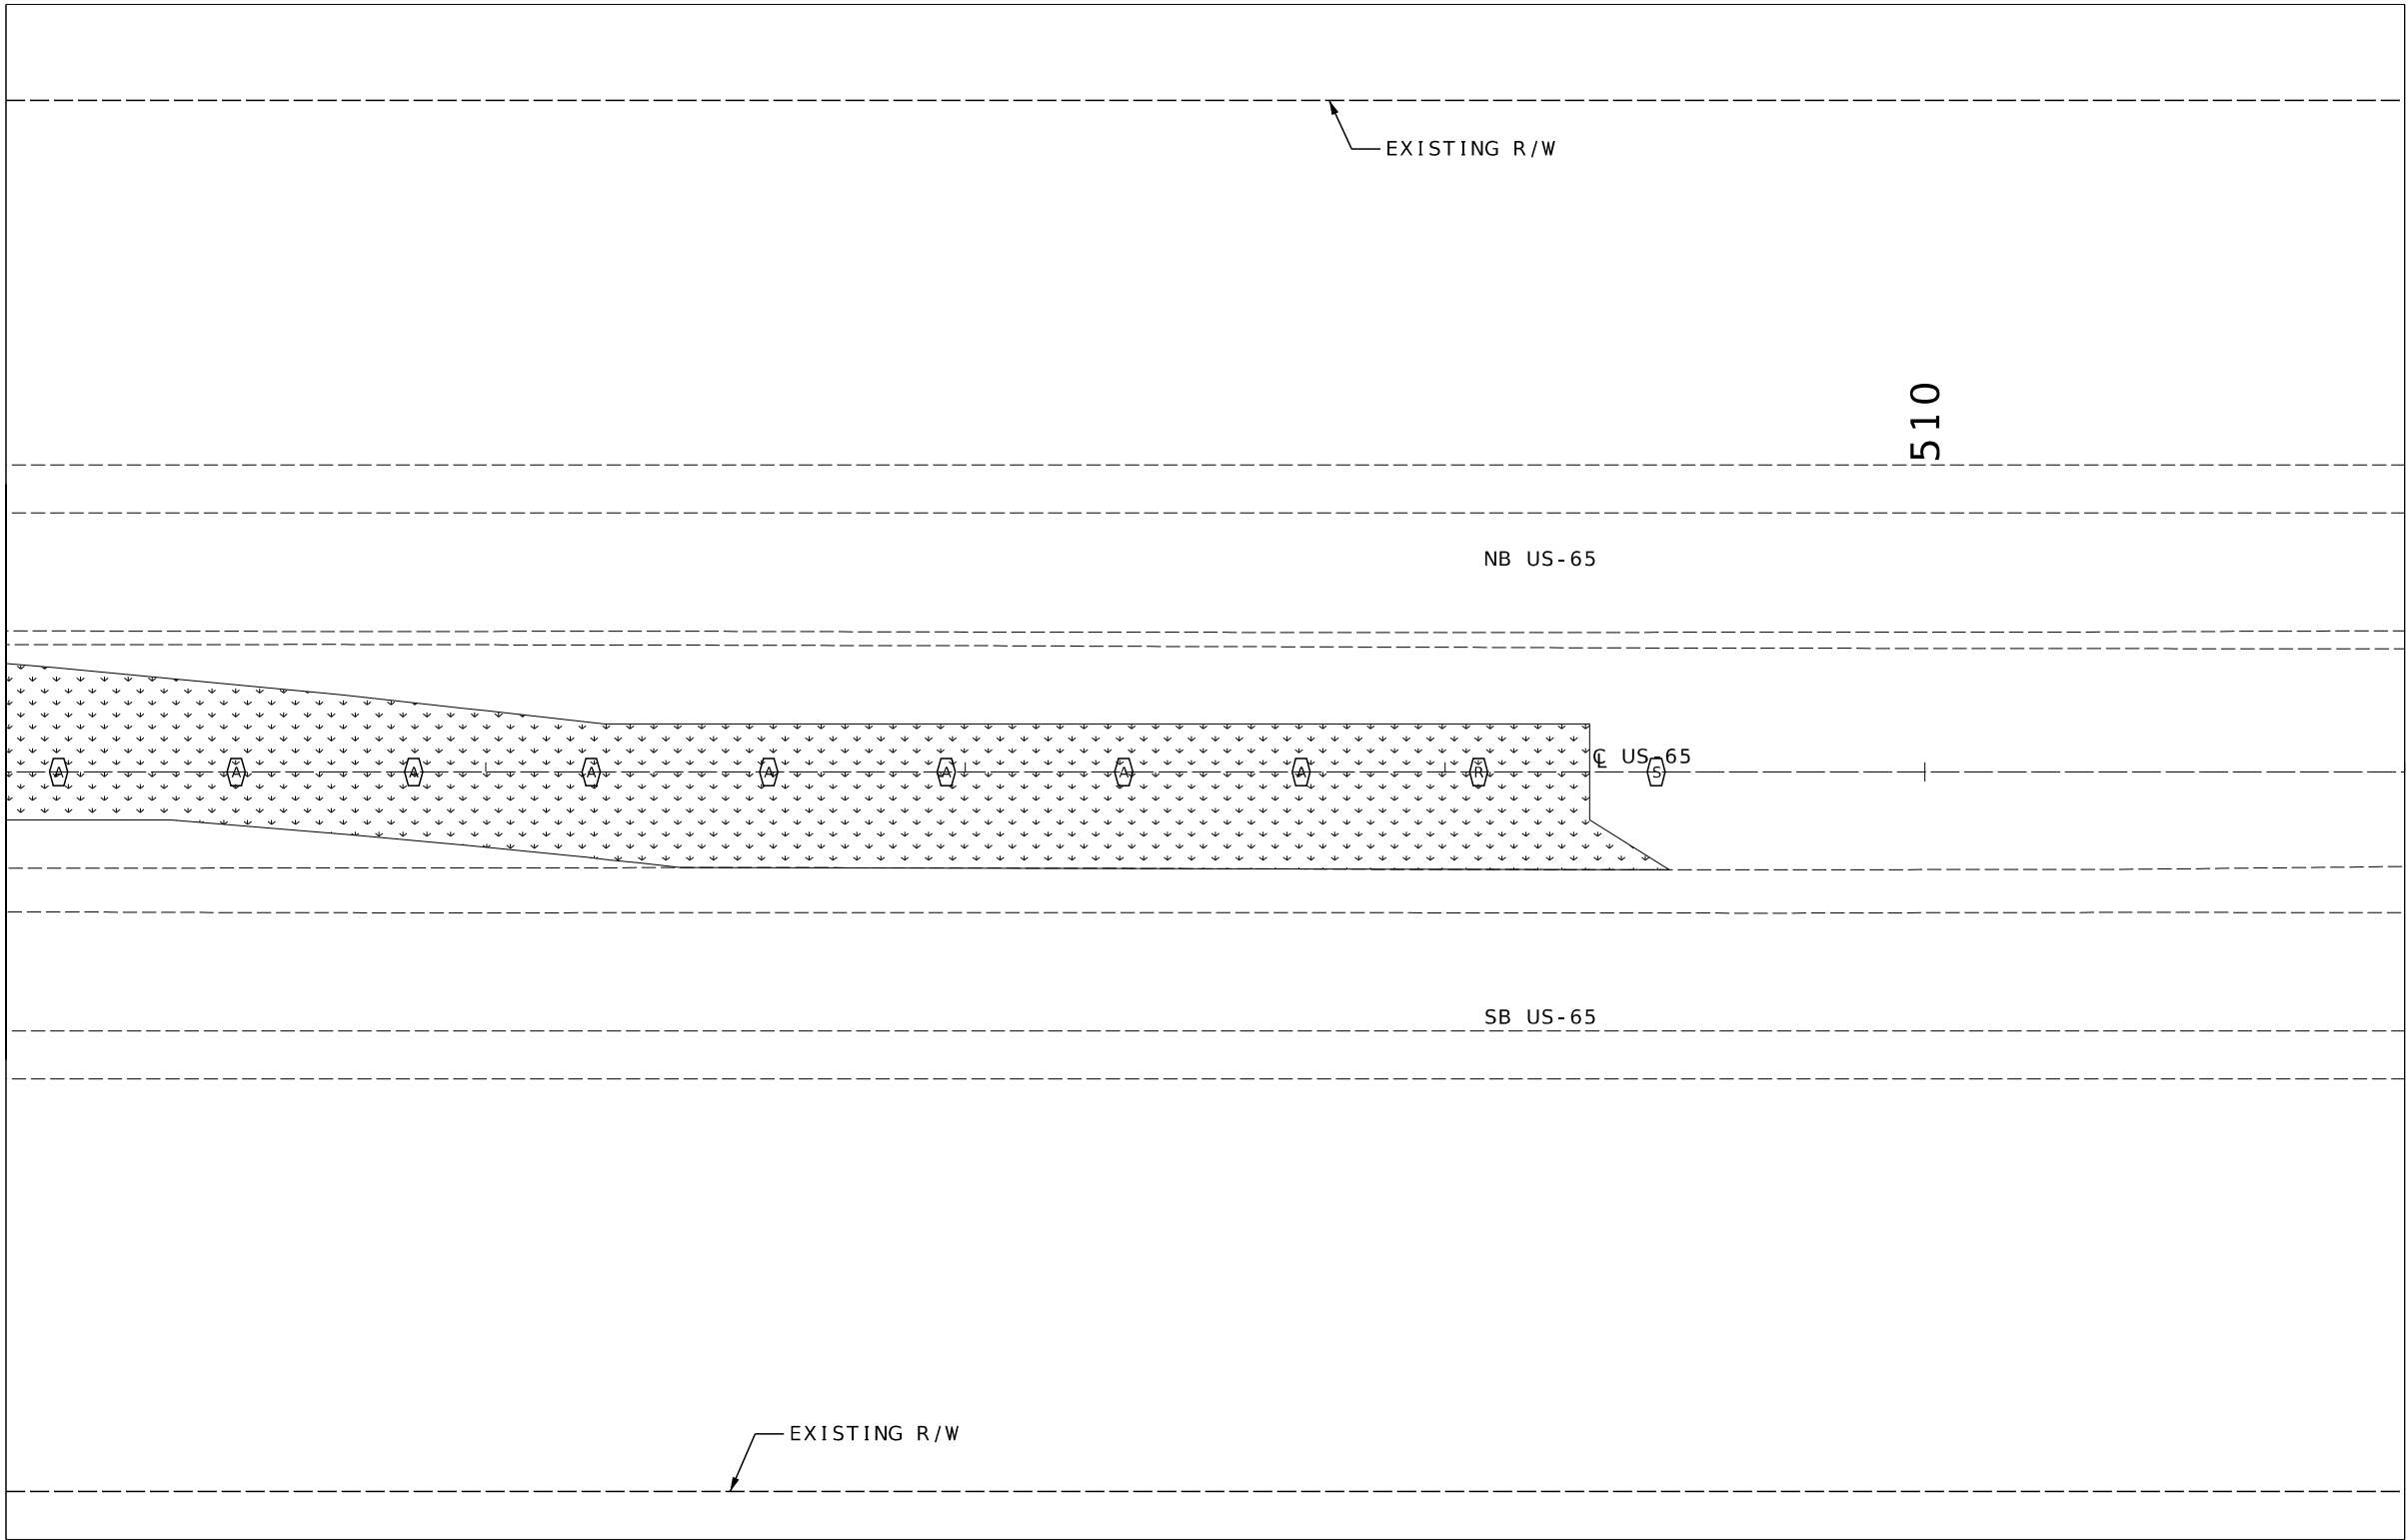 EXISTING R/W
510
NB US-65
℄ US-65
A A A A A A A A R S
SB US-65
EXISTING R/W